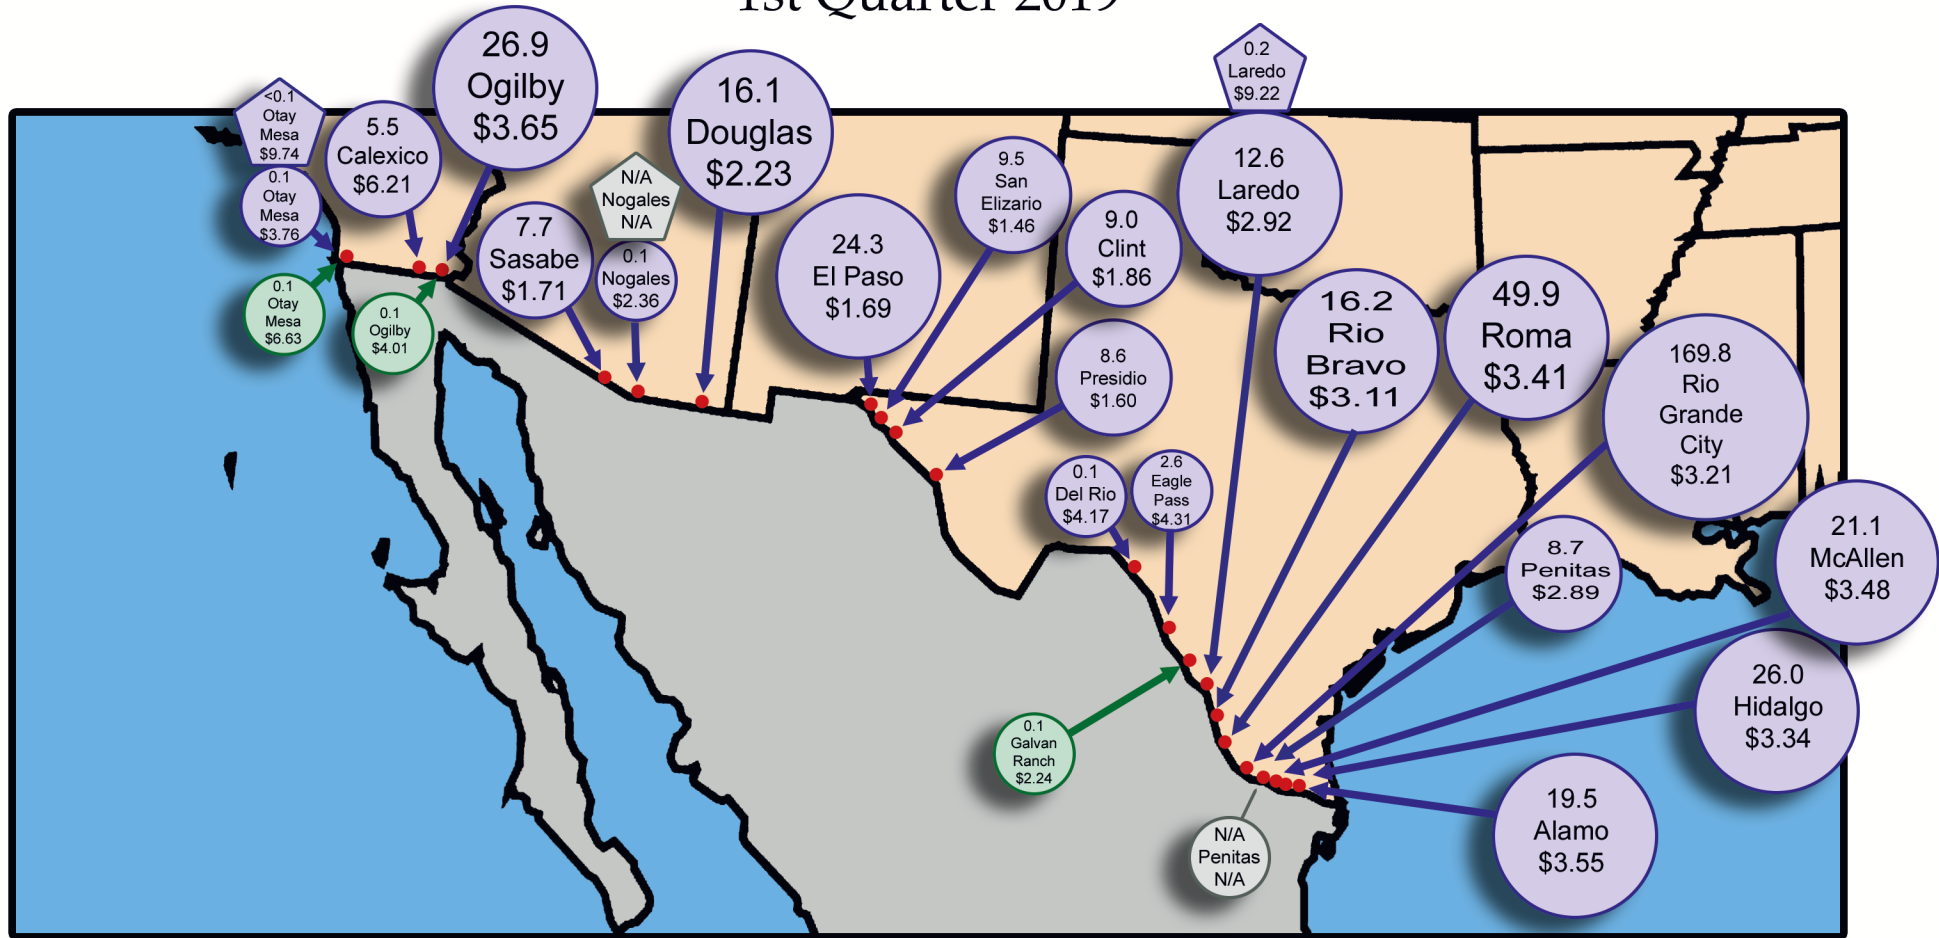 1st Quarter 2019
<0.1
Otay
Mesa
$9.74
0.1
Otay
Mesa
$3.76
0.1
Otay
Mesa
$6.63
5.5
Calexico
$6.21
26.9
Ogilby
$3.65
0.1
Ogilby
$4.01
7.7
Sasabe
$1.71
N/A
Nogales
N/A
0.1
Nogales
$2.36
16.1
Douglas
$2.23
24.3
El Paso
$1.69
9.5
San
Elizario
$1.46
9.0
Clint
$1.86
8.6
Presidio
$1.60
0.1
Del Rio
$4.17
2.6
Eagle
Pass
$4.31
0.2
Laredo
$9.22
12.6
Laredo
$2.92
0.1
Galvan
Ranch
$2.24
16.2
Rio
Bravo
$3.11
49.9
Roma
$3.41
169.8
Rio
Grande
City
$3.21
8.7
Penitas
$2.89
N/A
Penitas
N/A
21.1
McAllen
$3.48
26.0
Hidalgo
$3.34
19.5
Alamo
$3.55